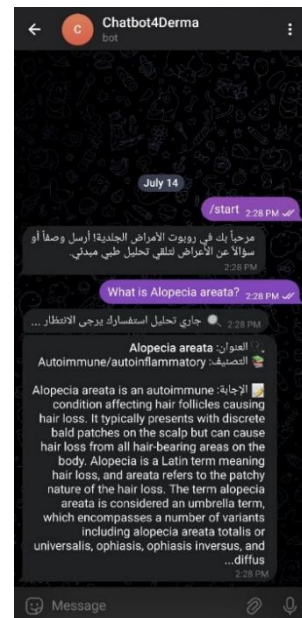 Chatbot4Derma
bot
July 14
/start 2:28 PM
مرحباً بك في روبوت الأمراض الجلدية! أرسل وصفاً أو
سؤالاً عن الأعراض لتلقي تحليل طبي مبدئي.
2:28 PM
What is Alopecia areata? 2:28 PM
جاري تحليل استفسارك يرجى الانتظار ... 2:28 PM
العنوان: Alopecia areata
التصنيف: Autoimmune/autoinflammatory
الإجابة: Alopecia areata is an autoimmune
condition affecting hair follicles causing
hair loss. It typically presents with discrete
bald patches on the scalp but can cause
hair loss from all hair-bearing areas on the
body. Alopecia is a Latin term meaning
hair loss, and areata refers to the patchy
nature of the hair loss. The term alopecia
areata is considered an umbrella term,
which encompasses a number of variants
including alopecia areata totalis or
universalis, ophiasis, ophiasis inversus, and
...diffus
2:28 PM
Message